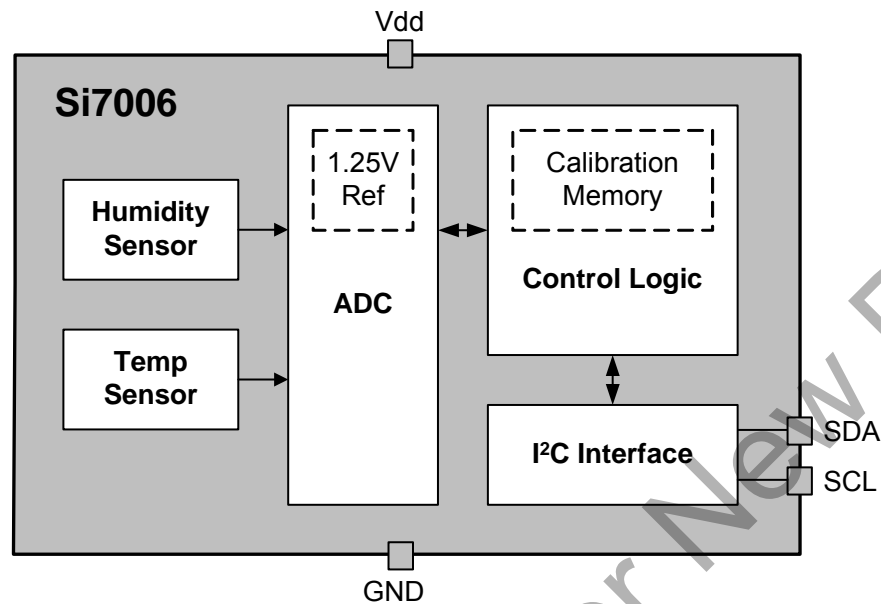 Vdd
Si7006
1.25V
Ref
Calibration
Memory
Humidity
Sensor
ADC
Control Logic
Temp
Sensor
I²C Interface
SDA
SCL
GND
New